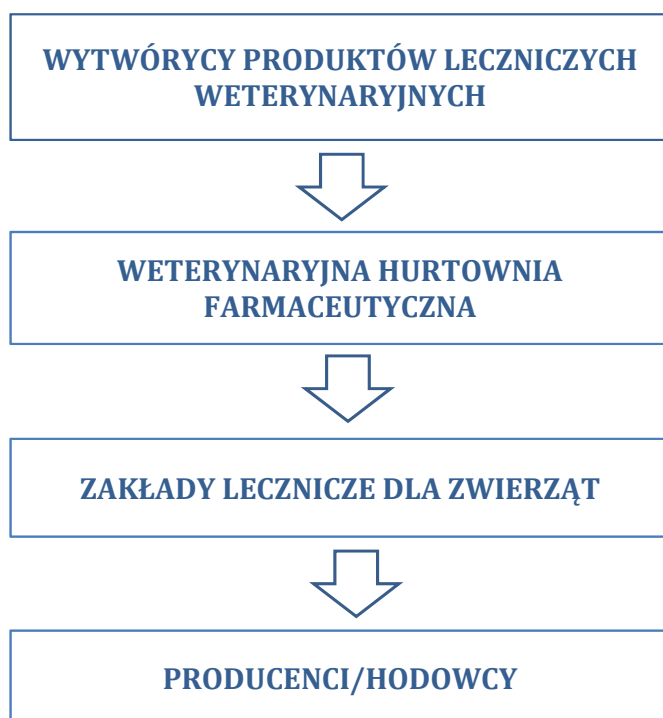 WYTWÓRCY PRODUKTÓW LECZNICZYCH
WETERYNARYJNYCH
WETERYNARYJNA HURTOWNIA
FARMACEUTYCZNA
ZAKŁADY LECZNICZE DLA ZWIERZĄT
PRODUCENCI/HODOWCY